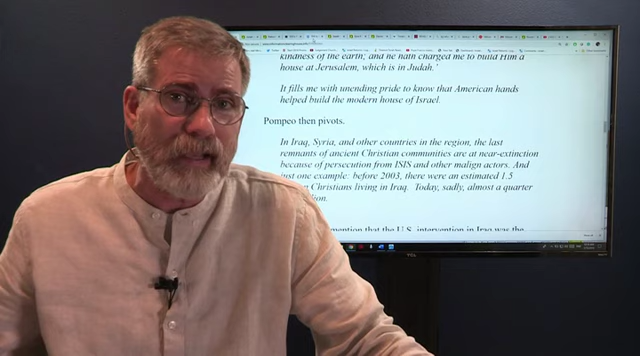 kindness of the earth, and he hath charged me to build Him a
house at Jerusalem, which is in Judah.'
It fills me with unending pride to know that American hands
helped build the modern house of Israel.
Pompeo then pivots.
In Iraq, Syria, and other countries in the region, the last
remnants of ancient Christian communities are at near-extinction
because of persecution from ISIS and other malign actors. And
just one example: before 2003, there were an estimated 1.5
Christians living in Iraq. Today, sadly, almost a quarter
mention that the U.S. intervention in Iraq was the
TCL